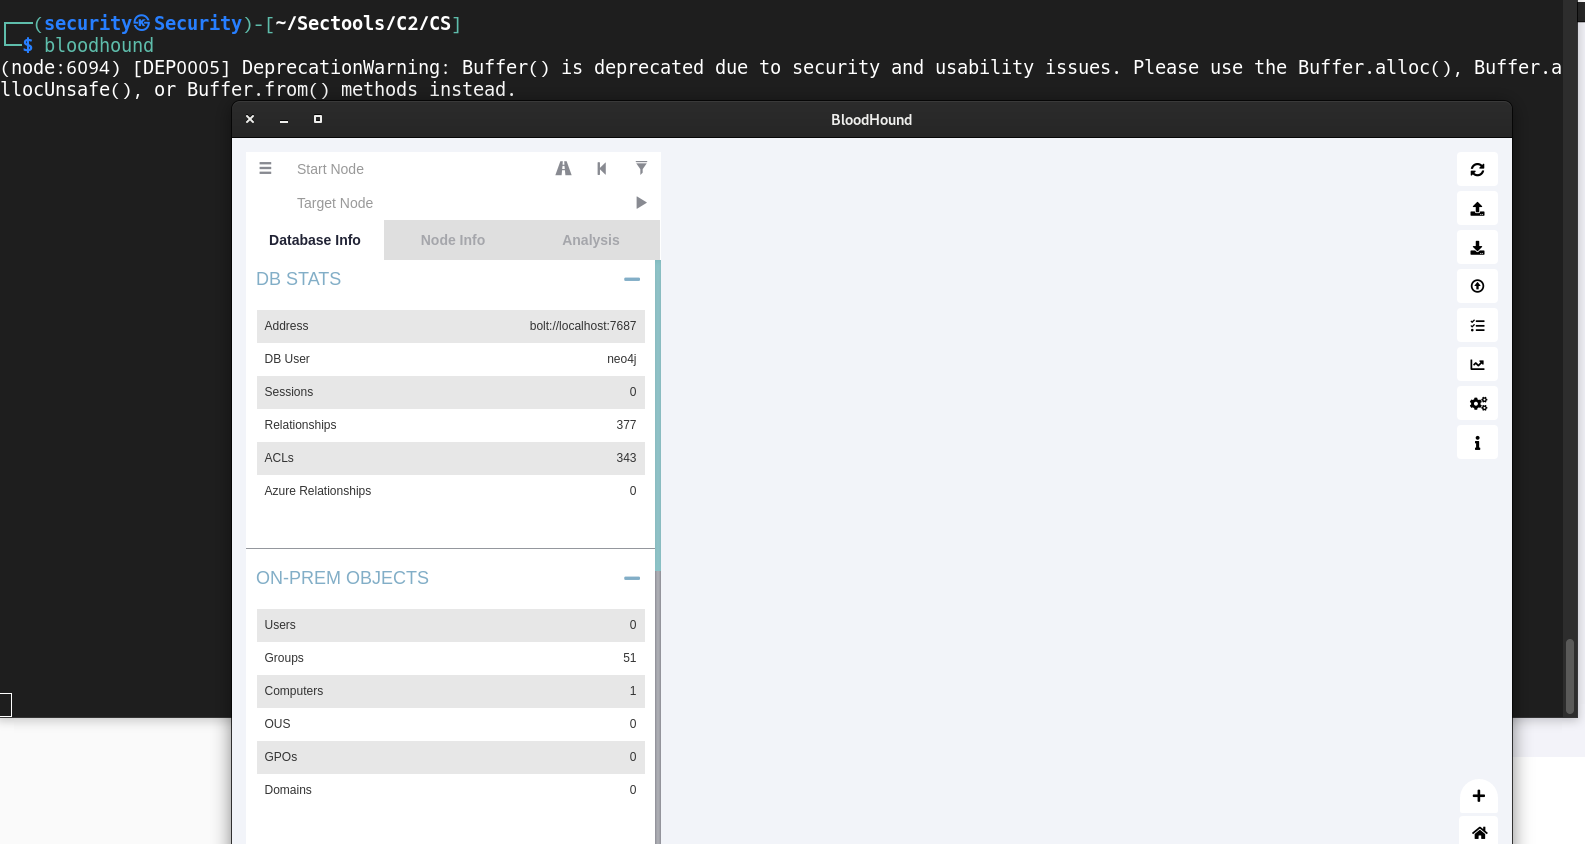 ┌──(security㉿Security)-[~/Sectools/C2/CS]
└─$ bloodhound
(node:6094) [DEP0005] DeprecationWarning: Buffer() is deprecated due to security and usability issues. Please use the Buffer.alloc(), Buffer.a
llocUnsafe(), or Buffer.from() methods instead.
BloodHound
Start Node
Target Node
Database Info Node Info Analysis
DB STATS
Address bolt://localhost:7687
DB User neo4j
Sessions 0
Relationships 377
ACLs 343
Azure Relationships 0
ON-PREM OBJECTS
Users 0
Groups 51
Computers 1
OUS 0
GPOs 0
Domains 0